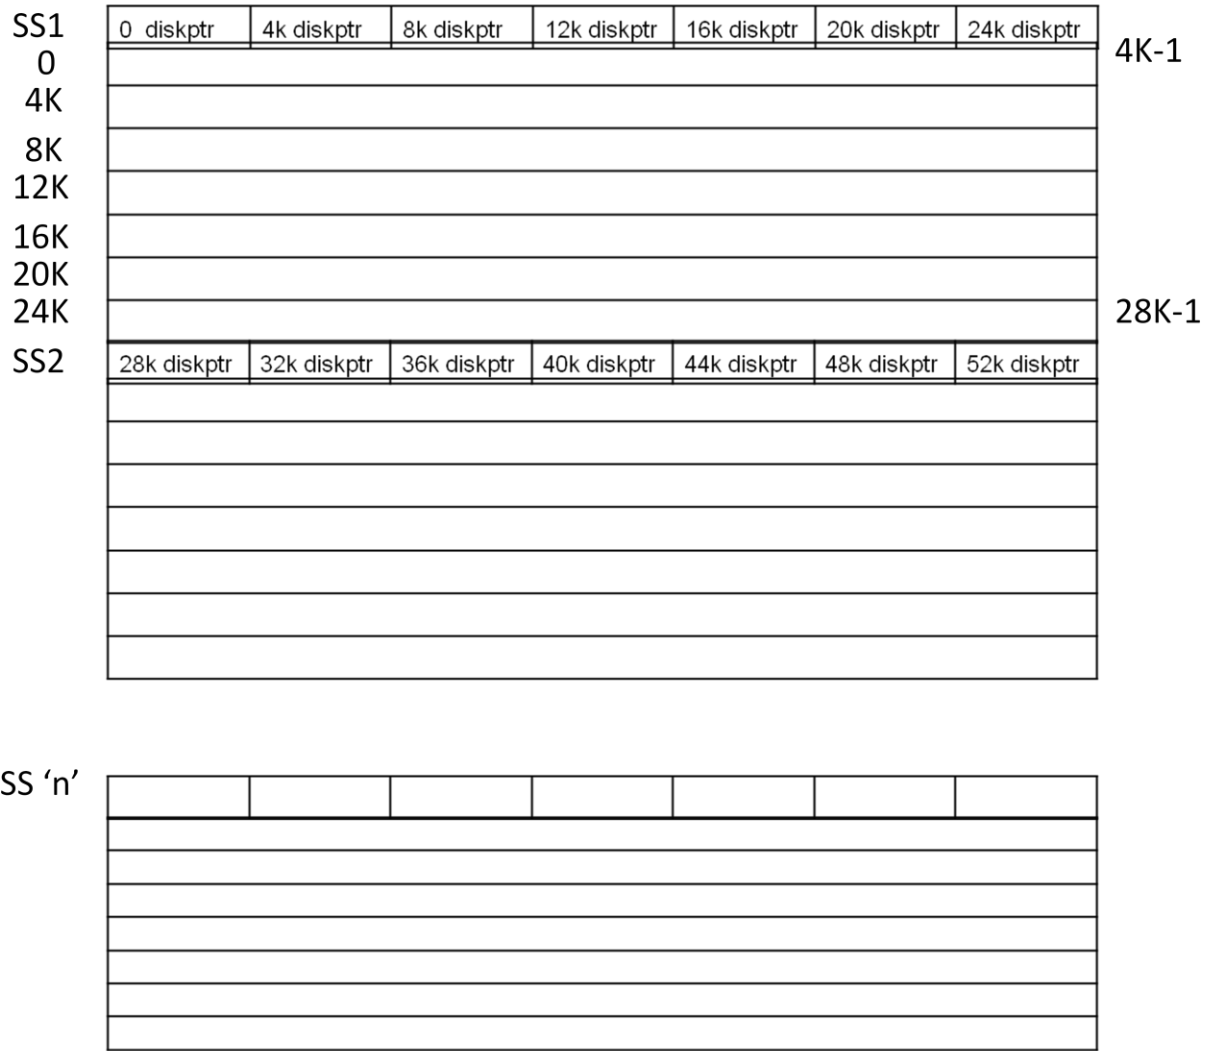 SS1 0 diskptr 4k diskptr 8k diskptr 12k diskptr 16k diskptr 20k diskptr 24k diskptr
4K-1
0
4K
8K
12K
16K
20K
24K 28K-1
SS2 28k diskptr 32k diskptr 36k diskptr 40k diskptr 44k diskptr 48k diskptr 52k diskptr
SS ‘n’